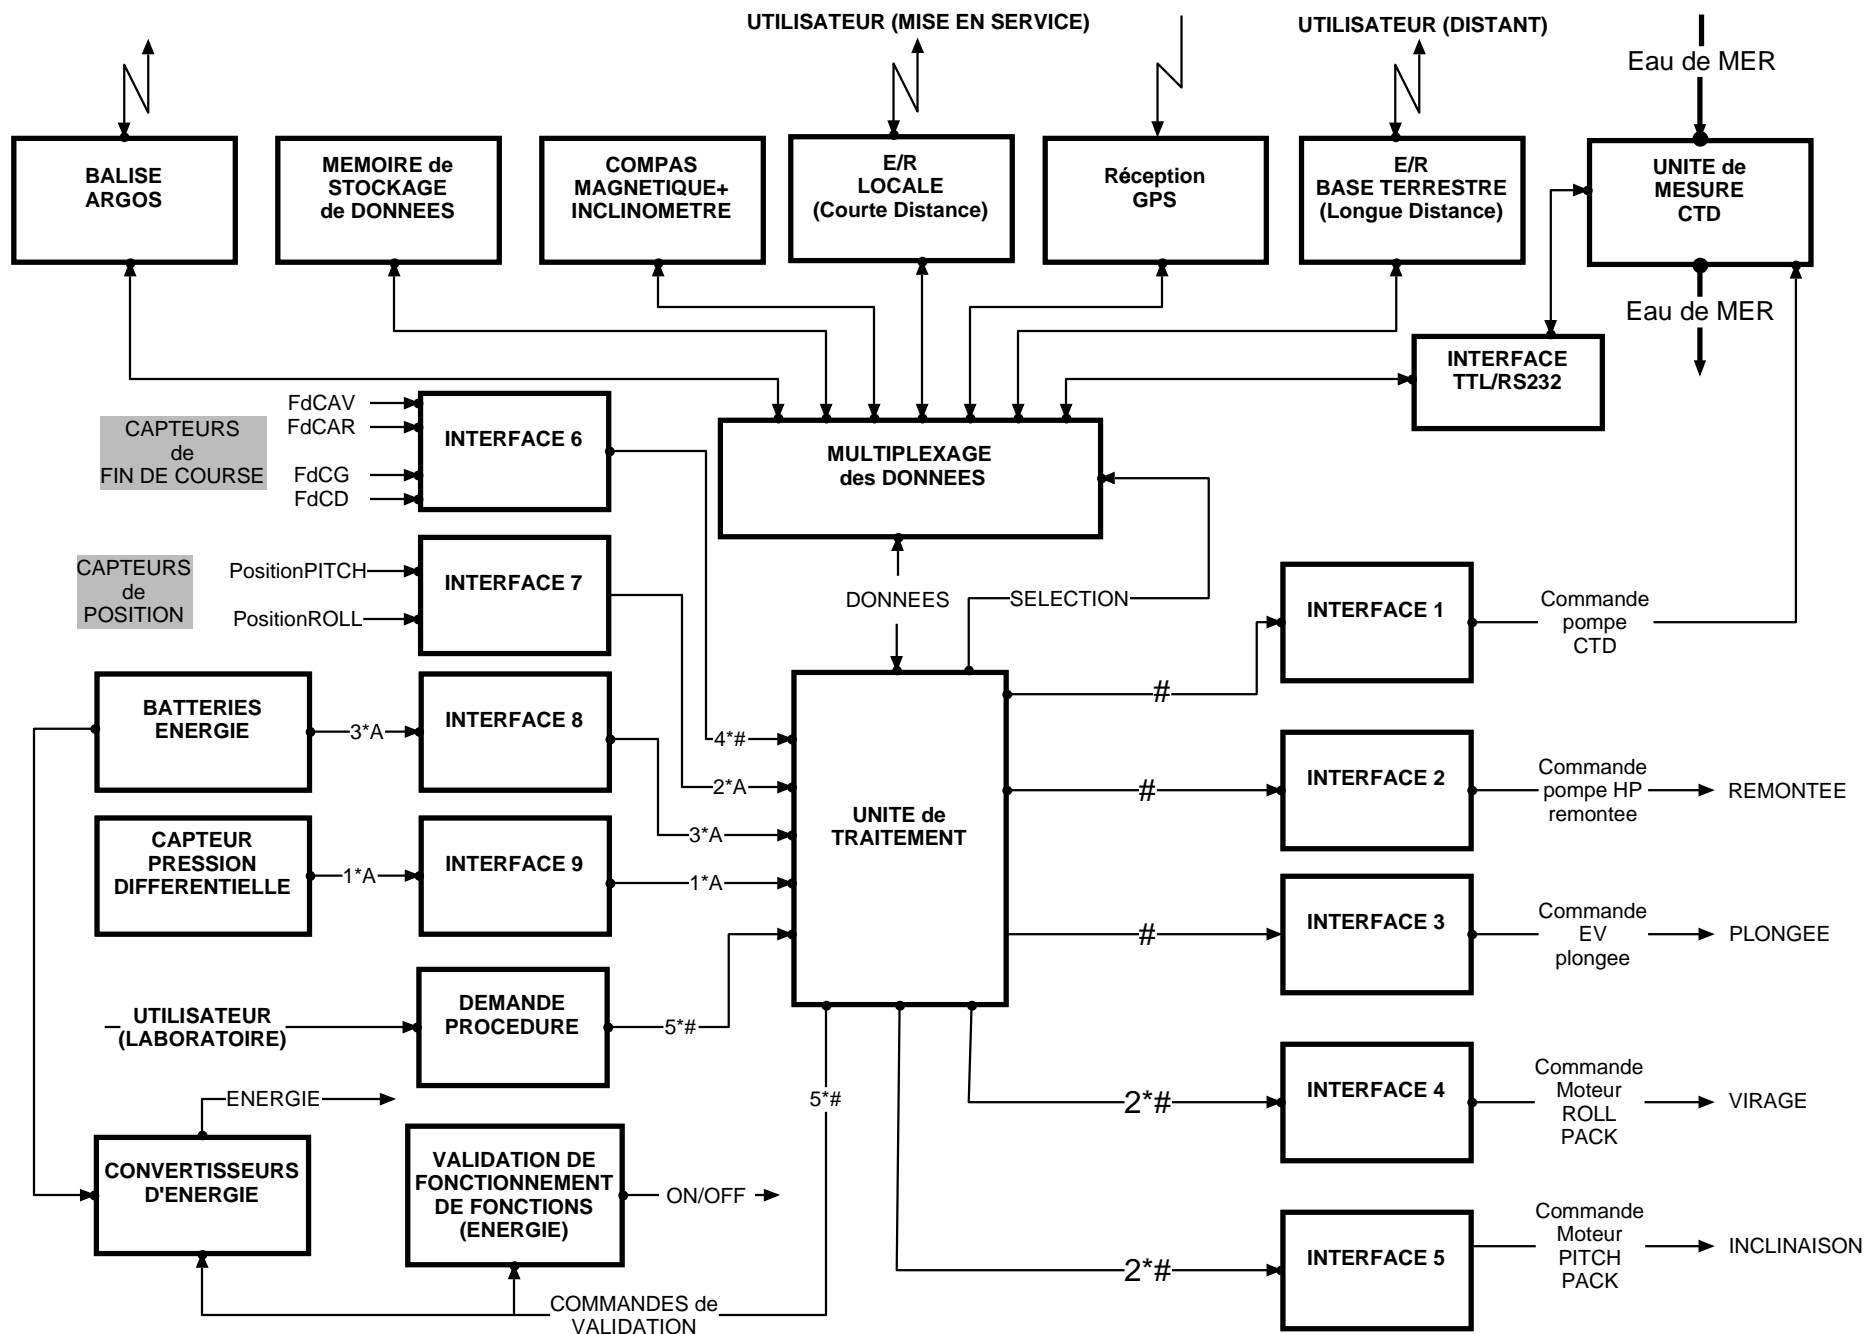 UTILISATEUR (MISE EN SERVICE)
UTILISATEUR (DISTANT)
Eau de MER
BALISE
ARGOS
MEMOIRE de
STOCKAGE
de DONNEES
COMPAS
MAGNETIQUE+
INCLINOMETRE
E/R
LOCALE
(Courte Distance)
Réception
GPS
E/R
BASE TERRESTRE
(Longue Distance)
UNITE de
MESURE
CTD
Eau de MER
INTERFACE
TTL/RS232
CAPTEURS
de
FIN DE COURSE
FdCAV
FdCAR
FdCG
FdCD
INTERFACE 6
MULTIPLEXAGE
des DONNEES
CAPTEURS
de
POSITION
PositionPITCH
PositionROLL
INTERFACE 7
DONNEES
SELECTION
INTERFACE 1
Commande
pompe
CTD
#
BATTERIES
ENERGIE
3*A
INTERFACE 8
4*#
2*A
3*A
1*A
UNITE de
TRAITEMENT
#
INTERFACE 2
Commande
pompe HP
remontee
REMONTEE
CAPTEUR
PRESSION
DIFFERENTIELLE
1*A
INTERFACE 9
#
INTERFACE 3
Commande
EV
plongee
PLONGEE
UTILISATEUR
(LABORATOIRE)
DEMANDE
PROCEDURE
5*#
5*#
2*#
INTERFACE 4
Commande
Moteur
ROLL
PACK
VIRAGE
ENERGIE
CONVERTISSEURS
D'ENERGIE
VALIDATION DE
FONCTIONNEMENT
DE FONCTIONS
(ENERGIE)
ON/OFF
2*#
INTERFACE 5
Commande
Moteur
PITCH
PACK
INCLINAISON
COMMANDES de
VALIDATION